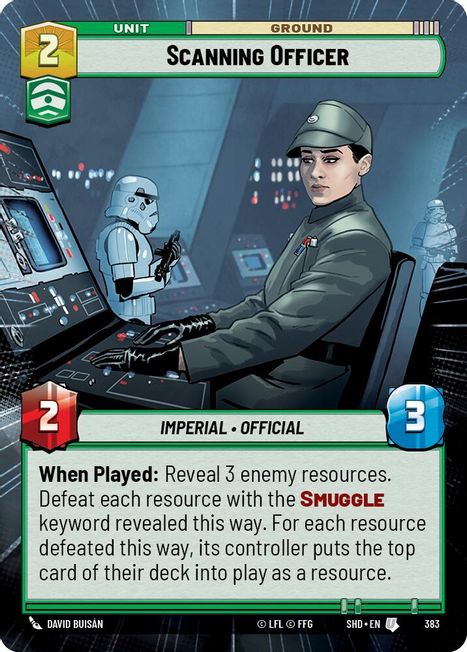 2
UNIT
GROUND
SCANNING OFFICER
2
3
IMPERIAL • OFFICIAL
When Played: Reveal 3 enemy resources.
Defeat each resource with the SMUGGLE
keyword revealed this way. For each resource
defeated this way, its controller puts the top
card of their deck into play as a resource.
DAVID BUISÁN
© LFL © FFG
SHD • EN
383